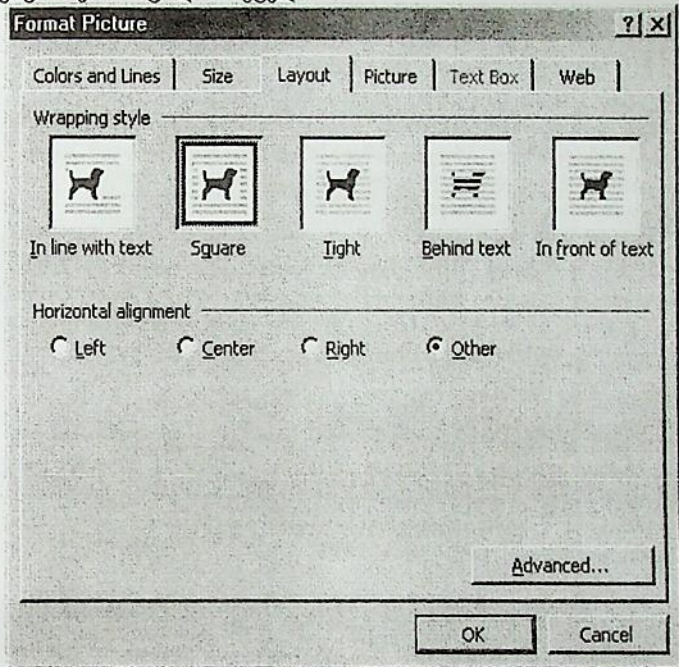 Format Picture
? X
Colors and Lines Size Layout Picture Text Box Web
Wrapping style
In line with text Square Tight Behind text In front of text
Horizontal alignment
Left Center Right Other
Advanced...
OK Cancel